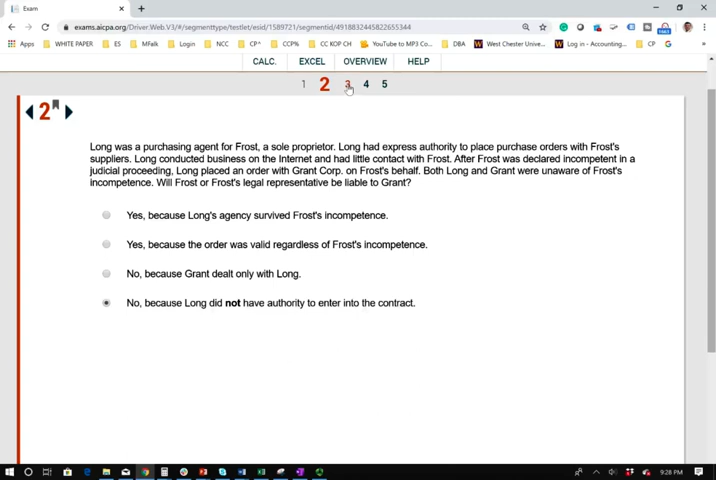 Exam
exams.aicpa.org/Driver.Web.V3/#/segmenttype/testlet/esid/1589721/segmentid/4918832445822655344
Apps WHITE PAPER ES MFalk Login NCC CP^ CCP% CC KOP CH YouTube to MP3 Co... DBA West Chester Unive... Log in - Accounting... CP
CALC. EXCEL OVERVIEW HELP
1 2 3 4 5
2
Long was a purchasing agent for Frost, a sole proprietor. Long had express authority to place purchase orders with Frost's
suppliers. Long conducted business on the Internet and had little contact with Frost. After Frost was declared incompetent in a
judicial proceeding, Long placed an order with Grant Corp. on Frost's behalf. Both Long and Grant were unaware of Frost's
incompetence. Will Frost or Frost's legal representative be liable to Grant?
Yes, because Long's agency survived Frost's incompetence.
Yes, because the order was valid regardless of Frost's incompetence.
No, because Grant dealt only with Long.
No, because Long did not have authority to enter into the contract.
9:28 PM